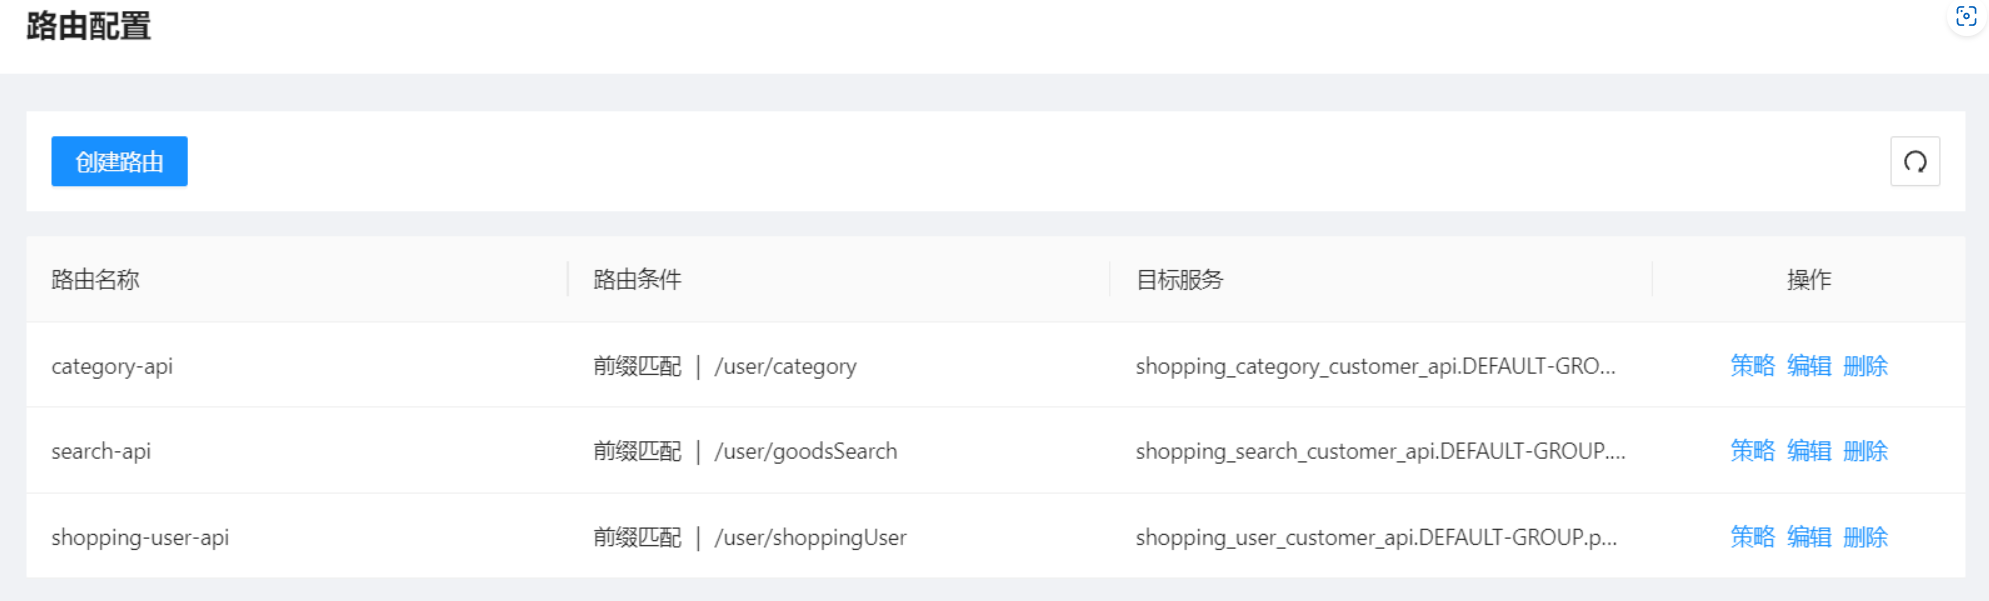 路由配置
创建路由
路由名称 路由条件 目标服务 操作
category-api 前缀匹配 | /user/category shopping_category_customer_api.DEFAULT-GRO... 策略 编辑 删除
search-api 前缀匹配 | /user/goodsSearch shopping_search_customer_api.DEFAULT-GROUP.... 策略 编辑 删除
shopping-user-api 前缀匹配 | /user/shoppingUser shopping_user_customer_api.DEFAULT-GROUP.p... 策略 编辑 删除